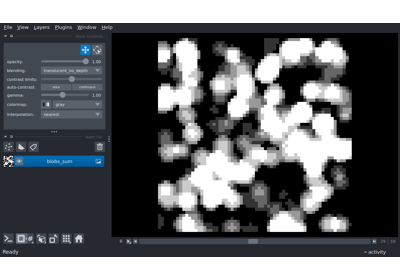 File View Layers Plugins Window Help
opacity: 1.00
blending: translucent_no_depth
contrast limits:
auto-contrast: once continuous
gamma: 1.00
colormap: gray
interpolation: nearest
blobs_sum
Ready
activity